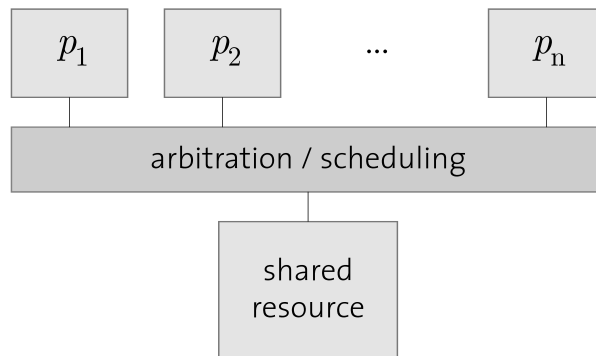 p1 p2 ... pn
arbitration / scheduling
shared
resource